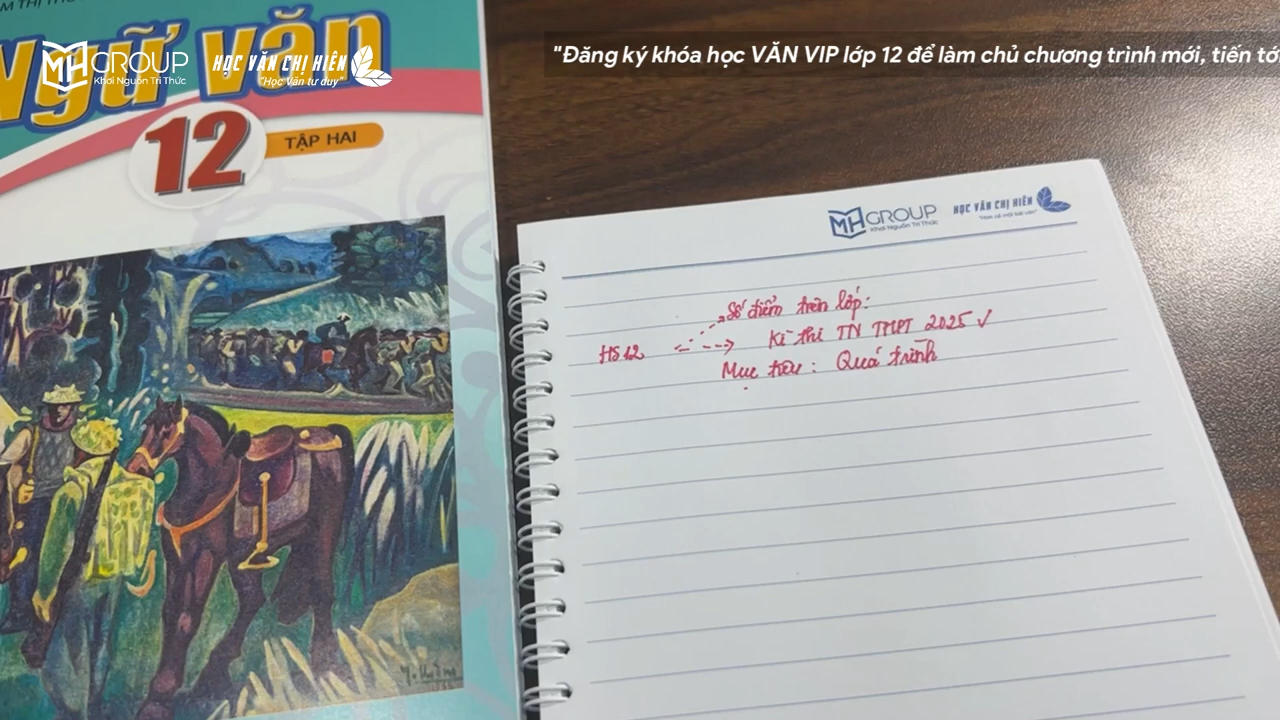 Ngữ văn
12
TẬP HAI
MH GROUP
Khơi Nguồn Tri Thức
HỌC VĂN CHỊ HIÊN
"Học Văn tư duy"
"Đăng ký khóa học VĂN VIP lớp 12 để làm chủ chương trình mới, tiến tới
MH GROUP
Khơi Nguồn Tri Thức
HỌC VĂN CHỊ HIÊN
Số điểm trên lớp:
HS 12
Kì thi TN THPT 2025 ✓
Mục tiêu: Quá trình